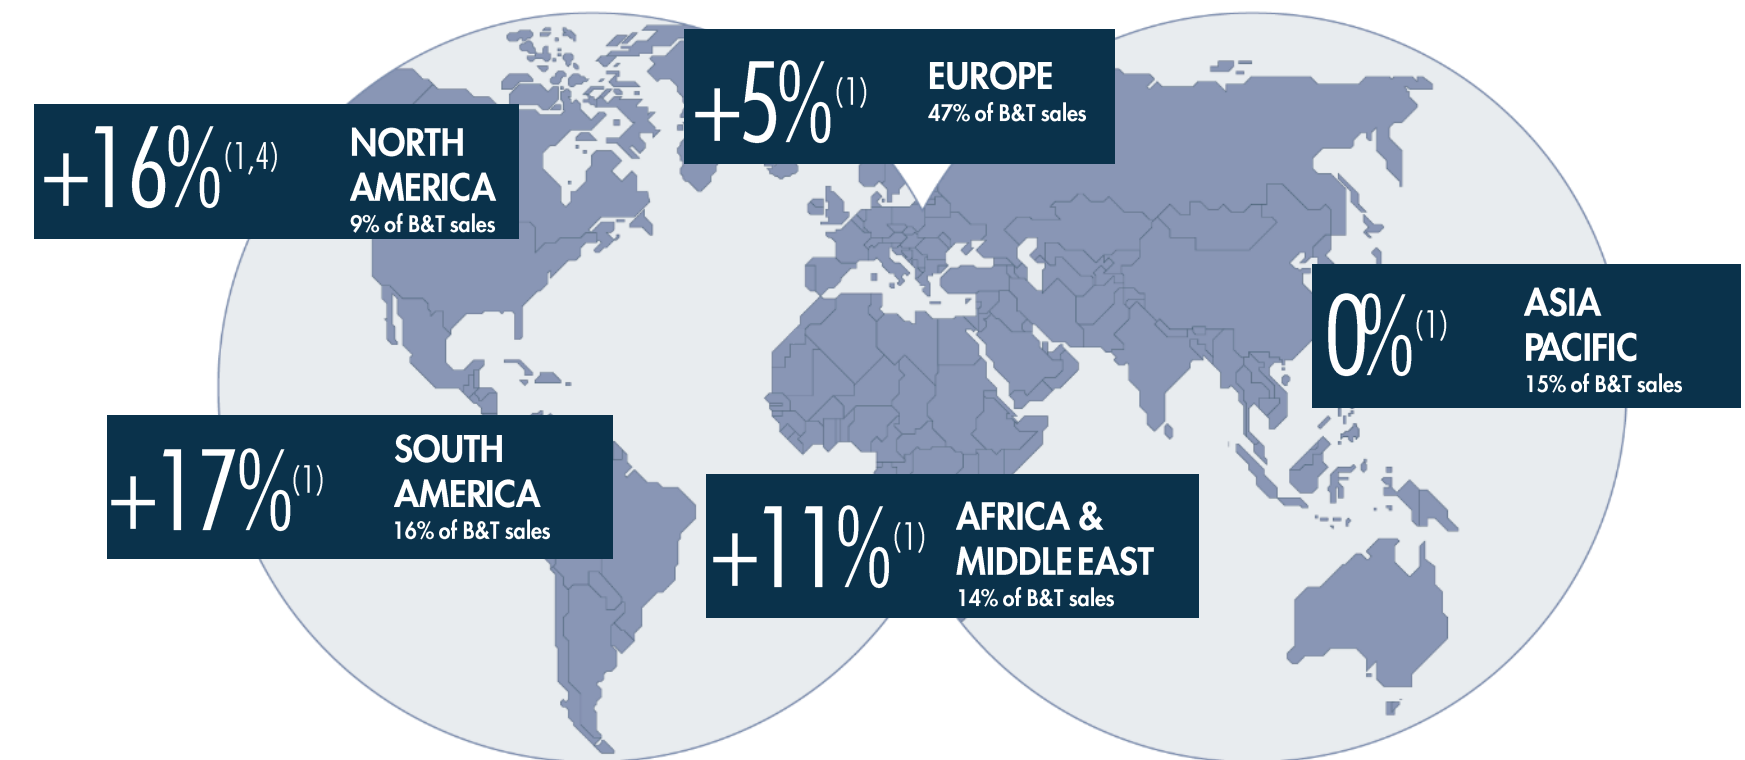 +5%(1)
EUROPE
47% of B&T sales
+16%(1,4)
NORTH
AMERICA
9% of B&T sales
0%(1)
ASIA
PACIFIC
15% of B&T sales
+17%(1)
SOUTH
AMERICA
16% of B&T sales
+11%(1)
AFRICA &
MIDDLE EAST
14% of B&T sales